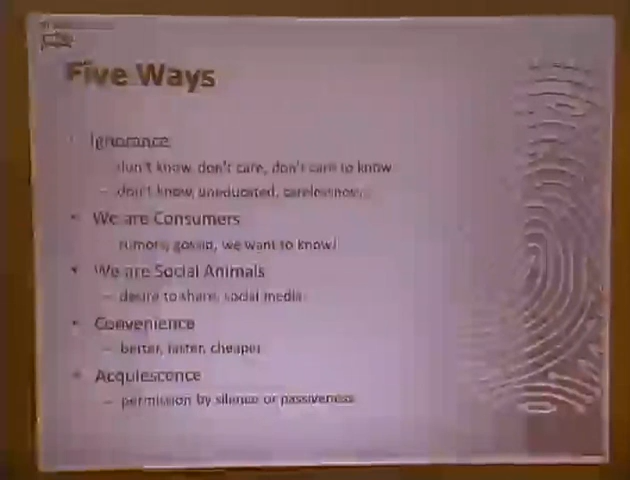 Five Ways
• Ignorance
– don't know, don't care, don't care to know
– don't know, uneducated, carelessness...
• We are Consumers
– rumors, gossip, we want to know!
• We are Social Animals
– desire to share, social media
• Convenience
– better, faster, cheaper
• Acquiescence
– permission by silence or passiveness